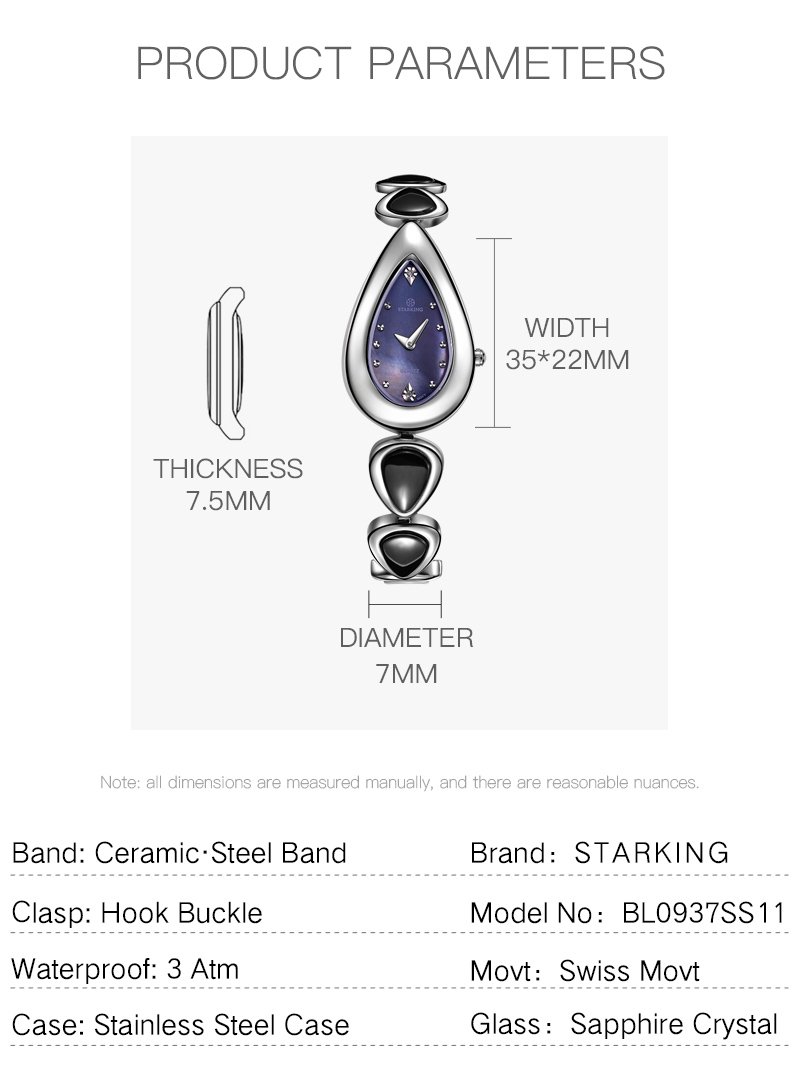 PRODUCT PARAMETERS
STARKING
WIDTH
35*22MM
THICKNESS
7.5MM
DIAMETER
7MM
Note: all dimensions are measured manually, and there are reasonable nuances.
Band: Ceramic·Steel Band
Brand: STARKING
Clasp: Hook Buckle
Model No: BL0937SS11
Waterproof: 3 Atm
Movt: Swiss Movt
Case: Stainless Steel Case
Glass: Sapphire Crystal